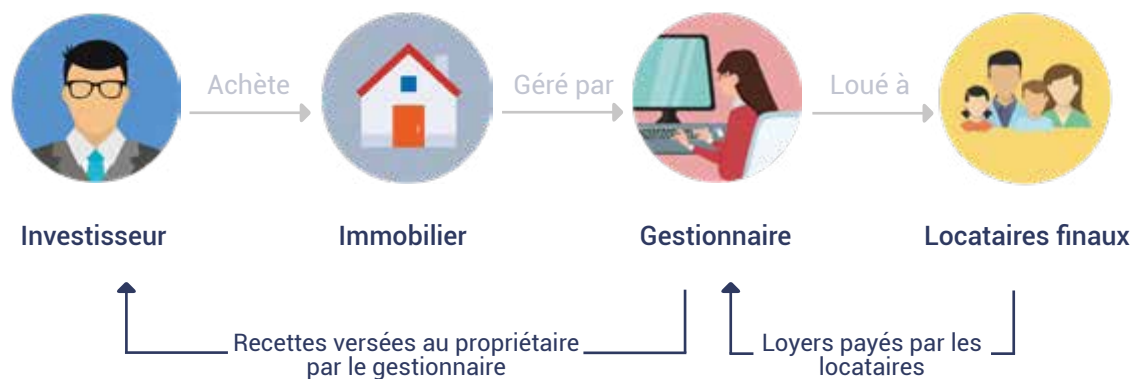 Achète
Géré par
Loué à
Investisseur
Immobilier
Gestionnaire
Locataires finaux
Recettes versées au propriétaire
par le gestionnaire
Loyers payés par les
locataires